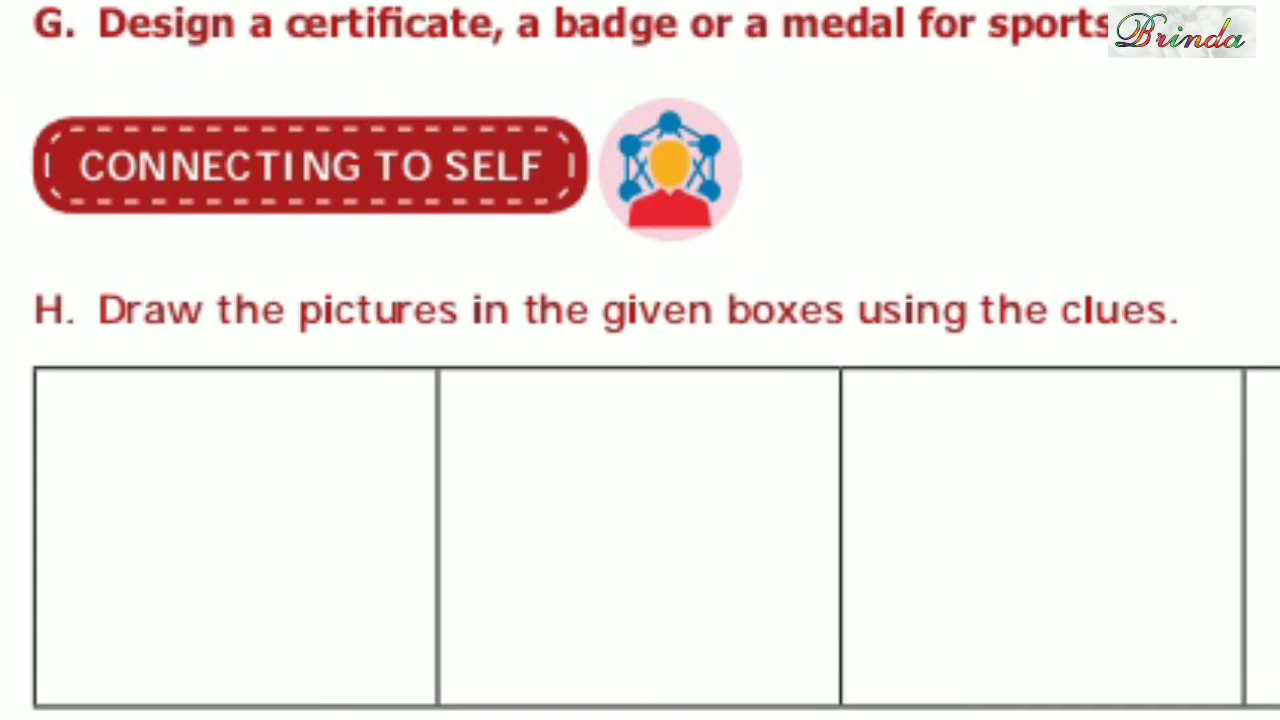 G. Design a certificate, a badge or a medal for sports
Brinda
CONNECTING TO SELF
H. Draw the pictures in the given boxes using the clues.